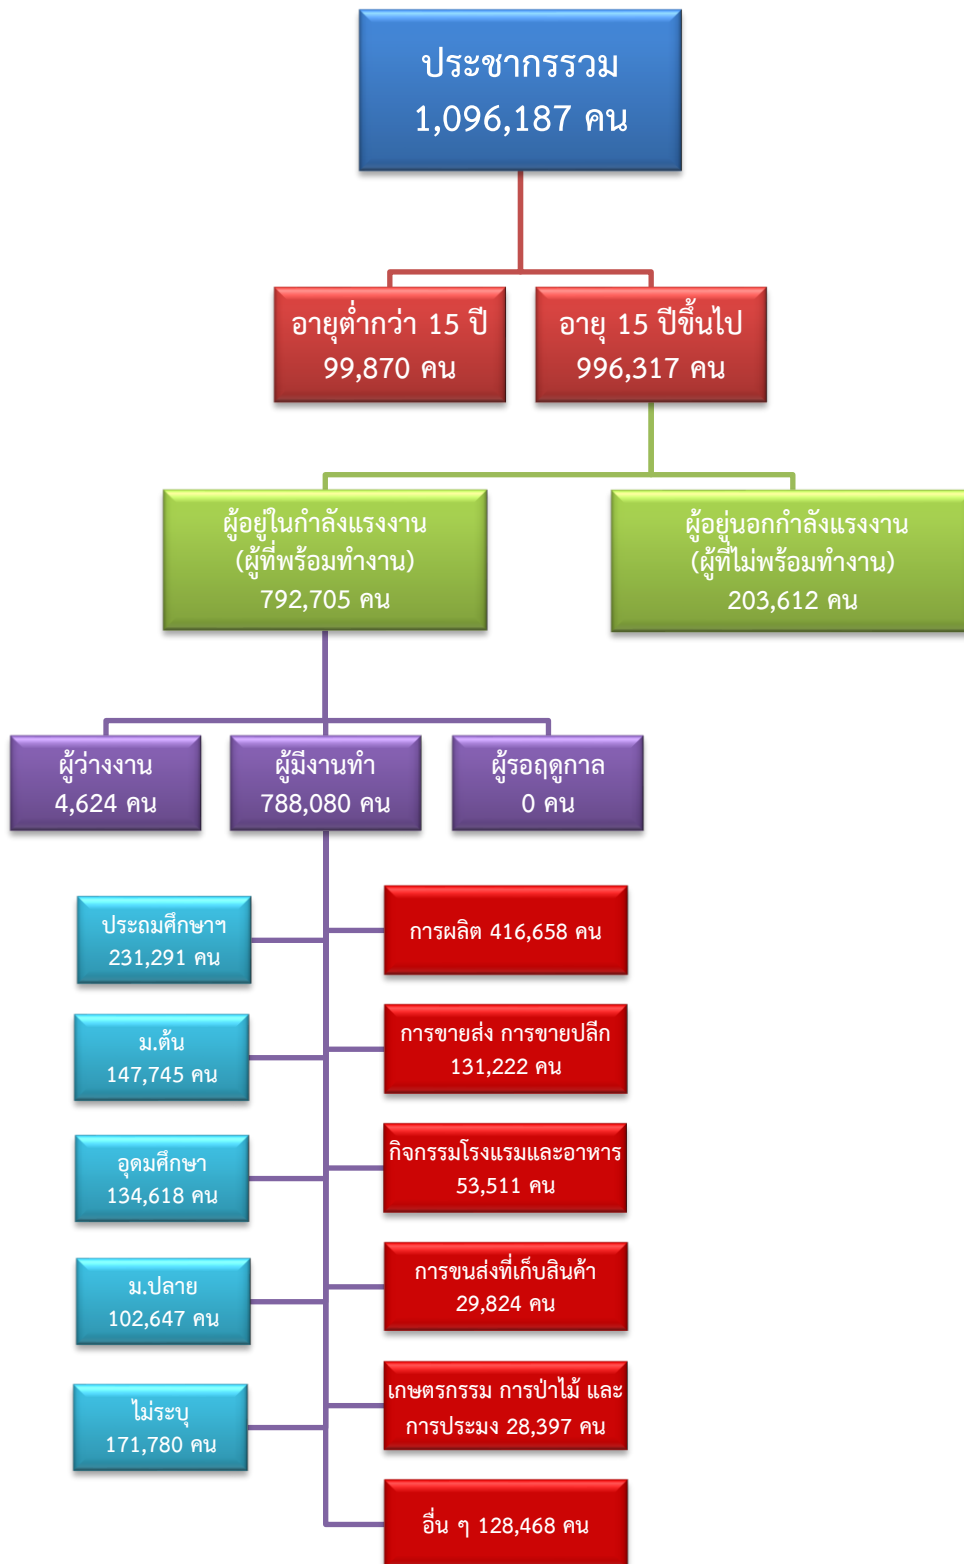 ประชากรรวม
1,096,187 คน
อายุต่ำกว่า 15 ปี
99,870 คน
อายุ 15 ปีขึ้นไป
996,317 คน
ผู้อยู่ในกำลังแรงงาน
(ผู้ที่พร้อมทำงาน)
792,705 คน
ผู้อยู่นอกกำลังแรงงาน
(ผู้ที่ไม่พร้อมทำงาน)
203,612 คน
ผู้ว่างงาน
4,624 คน
ผู้มีงานทำ
788,080 คน
ผู้รอฤดูกาล
0 คน
ประถมศึกษาฯ
231,291 คน
ม.ต้น
147,745 คน
อุดมศึกษา
134,618 คน
ม.ปลาย
102,647 คน
ไม่ระบุ
171,780 คน
การผลิต 416,658 คน
การขายส่ง การขายปลีก
131,222 คน
กิจกรรมโรงแรมและอาหาร
53,511 คน
การขนส่งที่เก็บสินค้า
29,824 คน
เกษตรกรรม การป่าไม้ และ
การประมง 28,397 คน
อื่น ๆ 128,468 คน